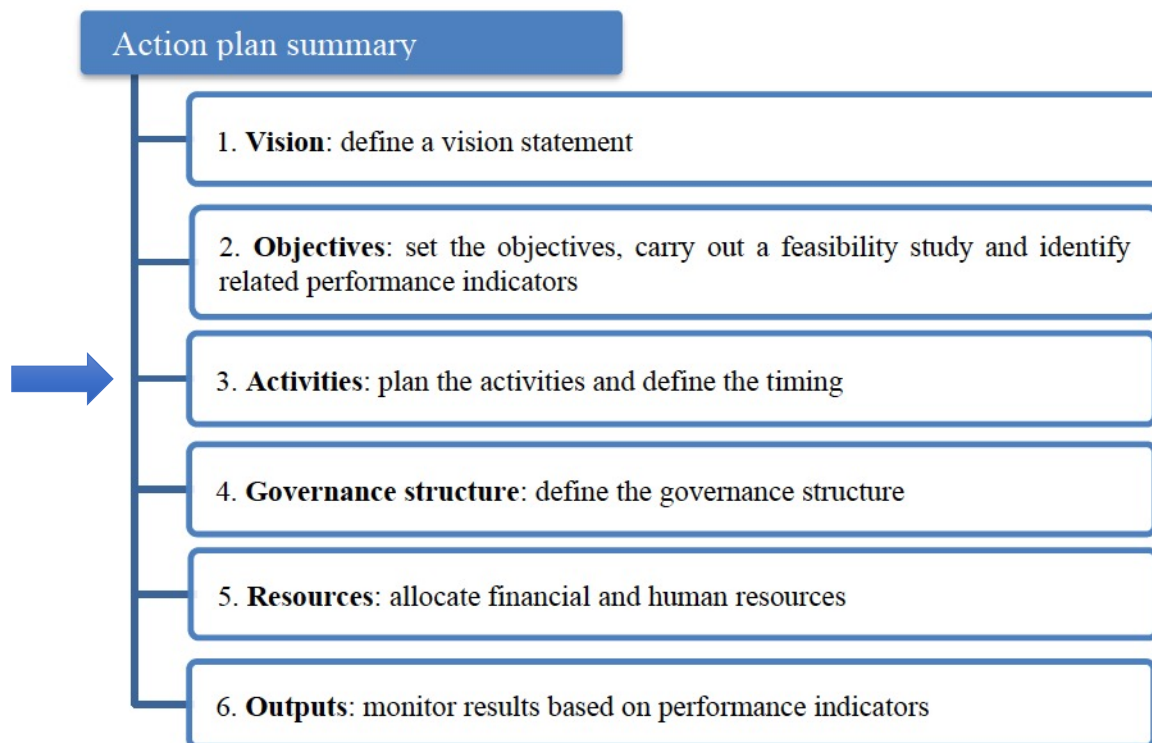 Action plan summary
1. Vision: define a vision statement
2. Objectives: set the objectives, carry out a feasibility study and identify
related performance indicators
3. Activities: plan the activities and define the timing
4. Governance structure: define the governance structure
5. Resources: allocate financial and human resources
6. Outputs: monitor results based on performance indicators